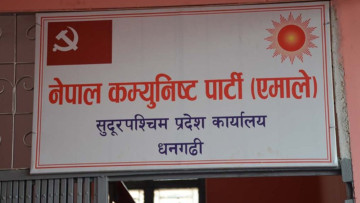 नेपाल कम्युनिष्ट पार्टी (एमाले)
सुदूरपश्चिम प्रदेश कार्यालय
धनगढी